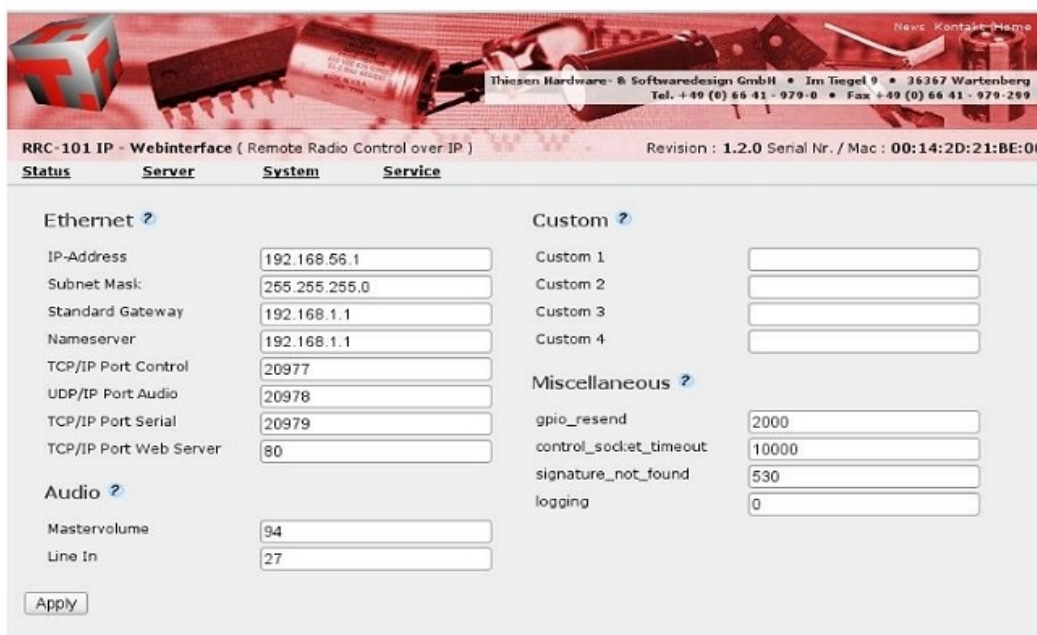 News Kontakt Home
Thiesen Hardware- & Softwaredesign GmbH • Im Tiegel 9 • 36367 Wartenberg
Tel. +49 (0) 66 41 - 979-0 • Fax +49 (0) 66 41 - 979-299
RRC-101 IP - Webinterface ( Remote Radio Control over IP )
Revision : 1.2.0 Serial Nr. / Mac : 00:14:2D:21:BE:0
Status Server System Service
Ethernet ?
IP-Address 192.168.56.1
Subnet Mask 255.255.255.0
Standard Gateway 192.168.1.1
Nameserver 192.168.1.1
TCP/IP Port Control 20977
UDP/IP Port Audio 20978
TCP/IP Port Serial 20979
TCP/IP Port Web Server 80
Audio ?
Mastervolume 94
Line In 27
Apply
Custom ?
Custom 1
Custom 2
Custom 3
Custom 4
Miscellaneous ?
gpio_resend 2000
control_socket_timeout 10000
signature_not_found 530
logging 0